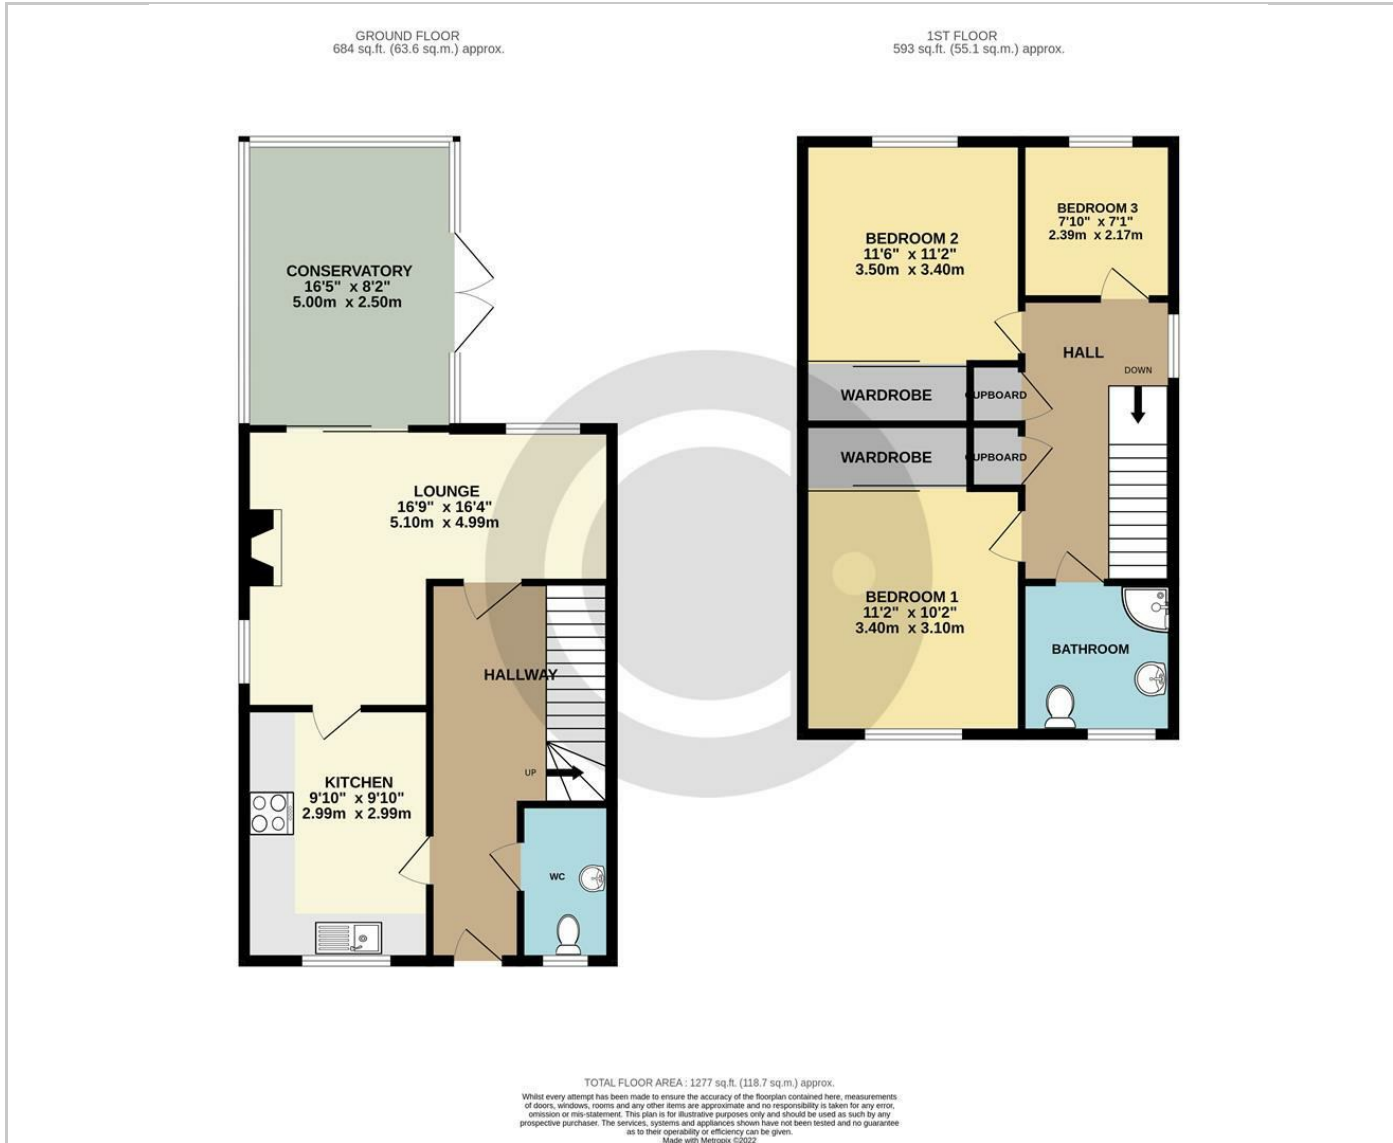 GROUND FLOOR
684 sq.ft. (63.6 sq.m.) approx.
1ST FLOOR
593 sq.ft. (55.1 sq.m.) approx.
CONSERVATORY
16'5" x 8'2"
5.00m x 2.50m
LOUNGE
16'9" x 16'4"
5.10m x 4.99m
HALLWAY
UP
KITCHEN
9'10" x 9'10"
2.99m x 2.99m
WC
BEDROOM 2
11'6" x 11'2"
3.50m x 3.40m
BEDROOM 3
7'10" x 7'1"
2.39m x 2.17m
HALL
DOWN
WARDROBE
CUPBOARD
WARDROBE
CUPBOARD
BEDROOM 1
11'2" x 10'2"
3.40m x 3.10m
BATHROOM
TOTAL FLOOR AREA : 1277 sq.ft. (118.7 sq.m.) approx.
Whilst every attempt has been made to ensure the accuracy of the floorplan contained here, measurements
of doors, windows, rooms and any other items are approximate and no responsibility is taken for any error,
omission or mis-statement. This plan is for illustrative purposes only and should be used as such by any
prospective purchaser. The services, systems and appliances shown have not been tested and no guarantee
as to their operability or efficiency can be given.
Made with Metropix ©2022